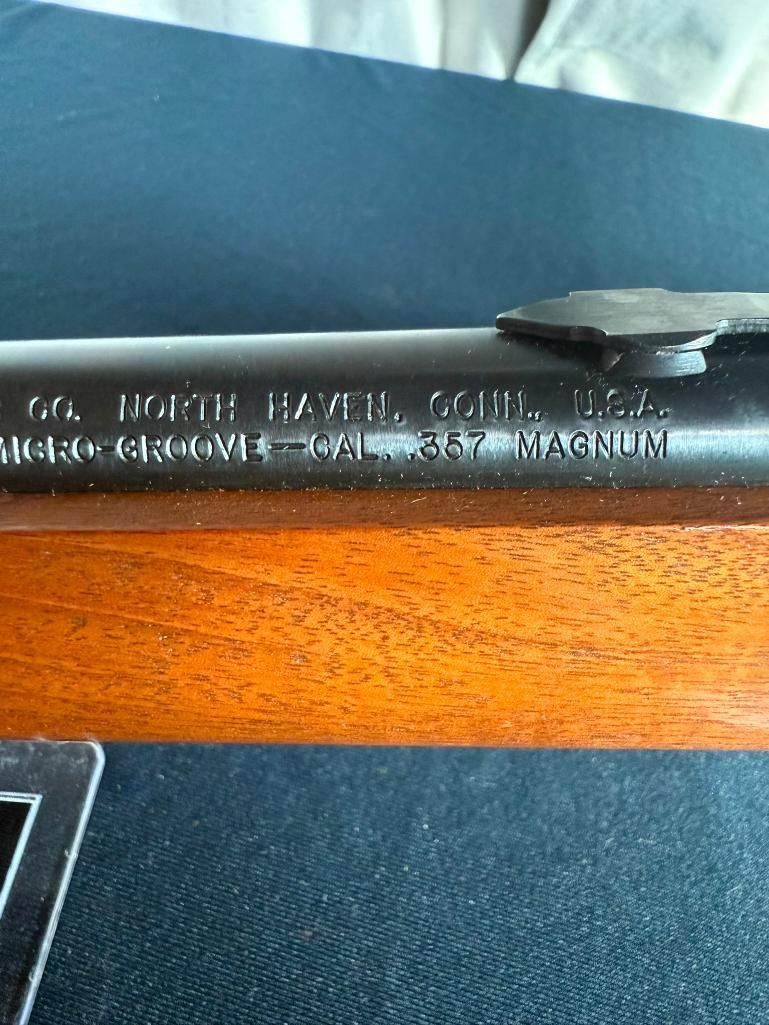 CO. NORTH HAVEN, CONN., U.S.A.
MICRO-GROOVE—CAL. .357 MAGNUM